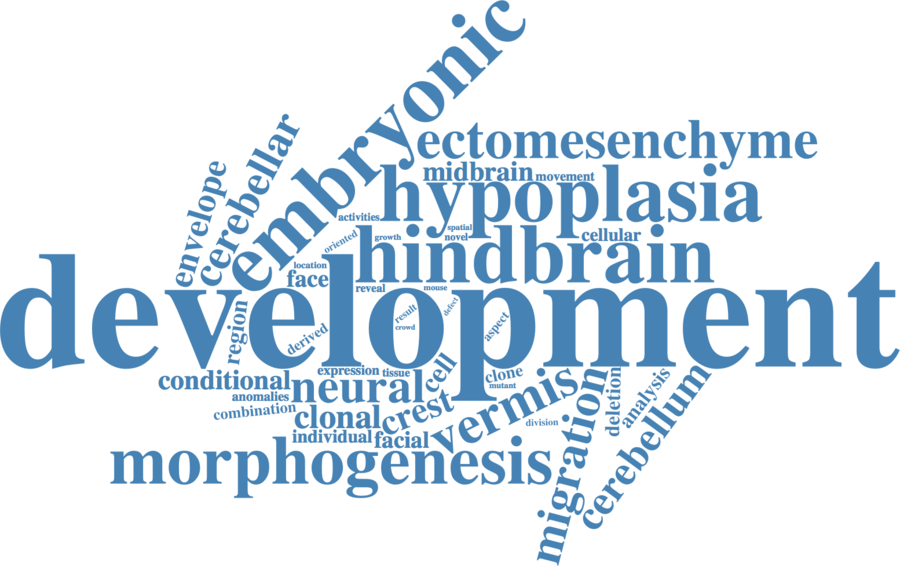 embryonic
ectomesenchyme
cerebellar
envelope
midbrain
movement
hypoplasia
activities
spatial
novel
cellular
oriented
growth
hindbrain
location
face
reveal
mouse
development
region
derived
result
crowd
defect
aspect
expression
tissue
cell
clone
mutant
conditional
neural
anomalies
combination
clonal
crest
vermis
division
individual
facial
morphogenesis
migration
deletion
analysis
cerebellum